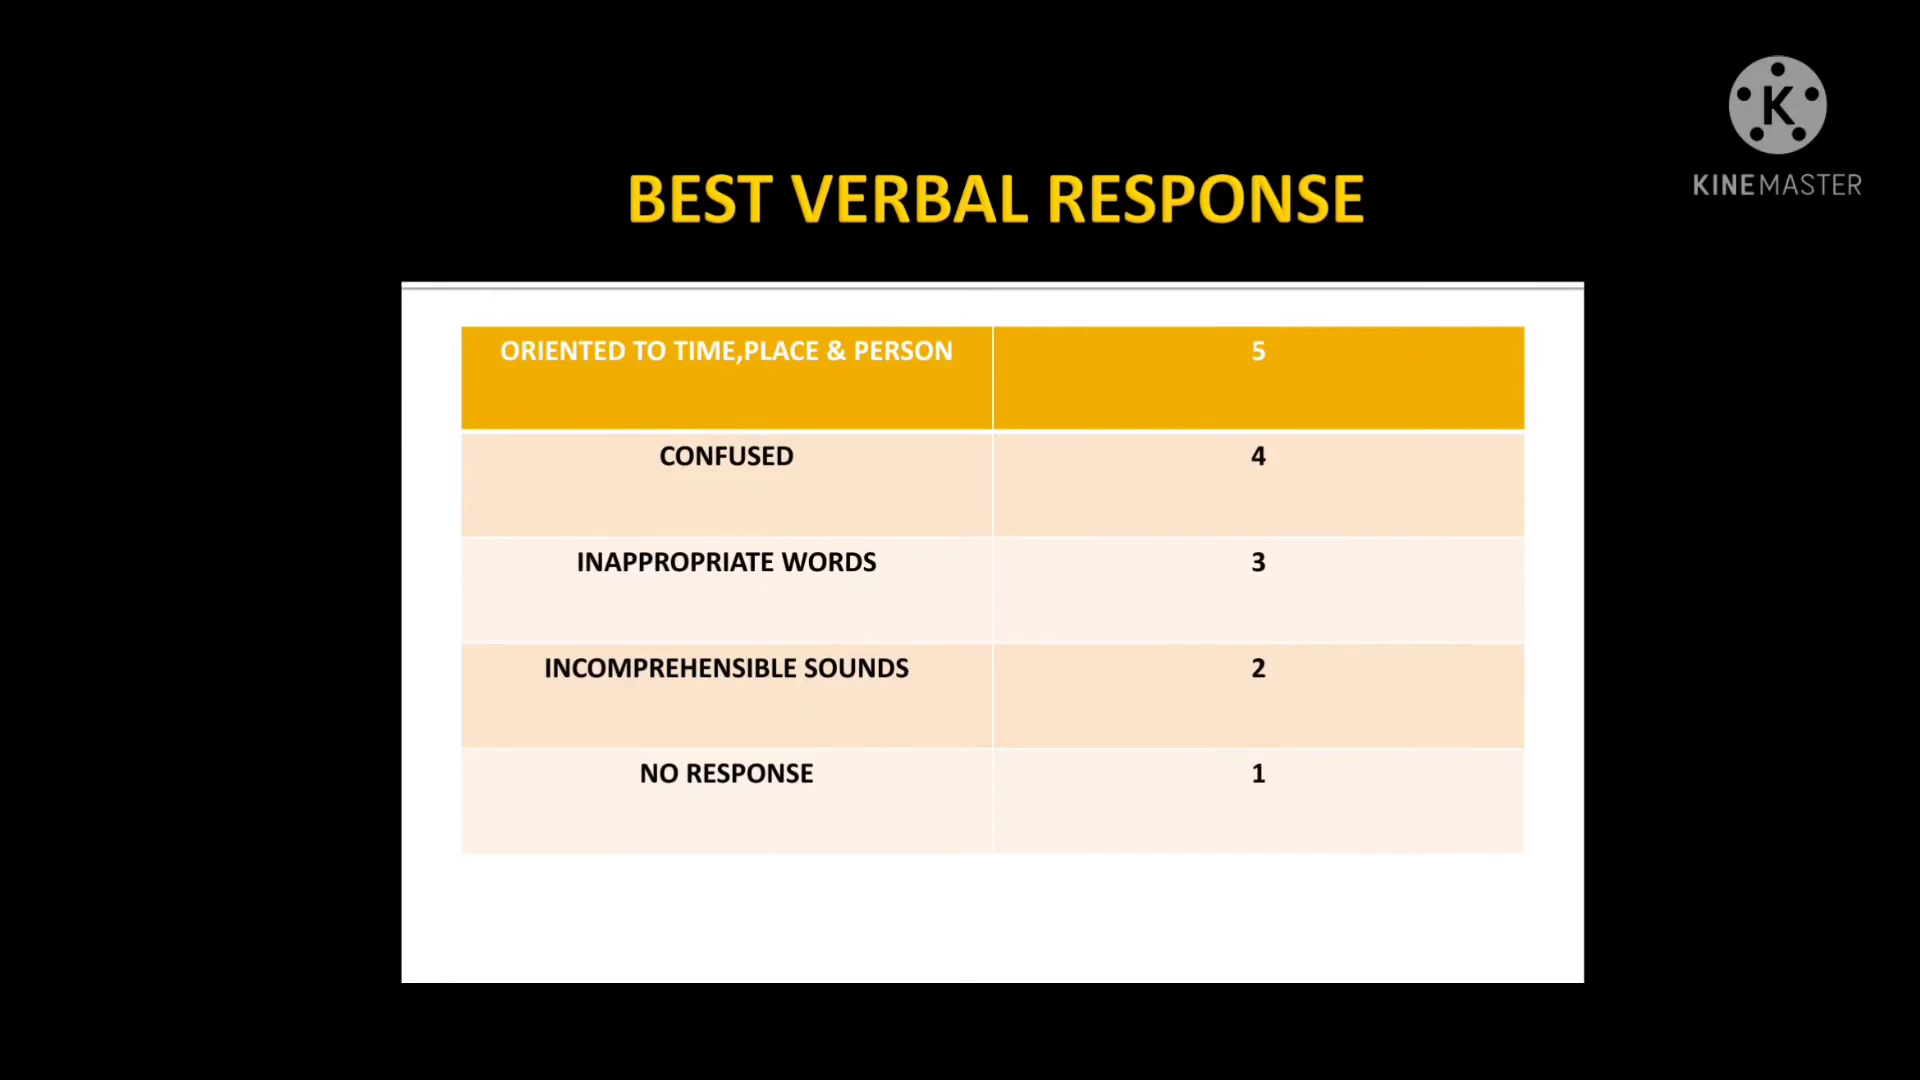 KINEMASTER
BEST VERBAL RESPONSE
ORIENTED TO TIME,PLACE & PERSON 5
CONFUSED 4
INAPPROPRIATE WORDS 3
INCOMPREHENSIBLE SOUNDS 2
NO RESPONSE 1